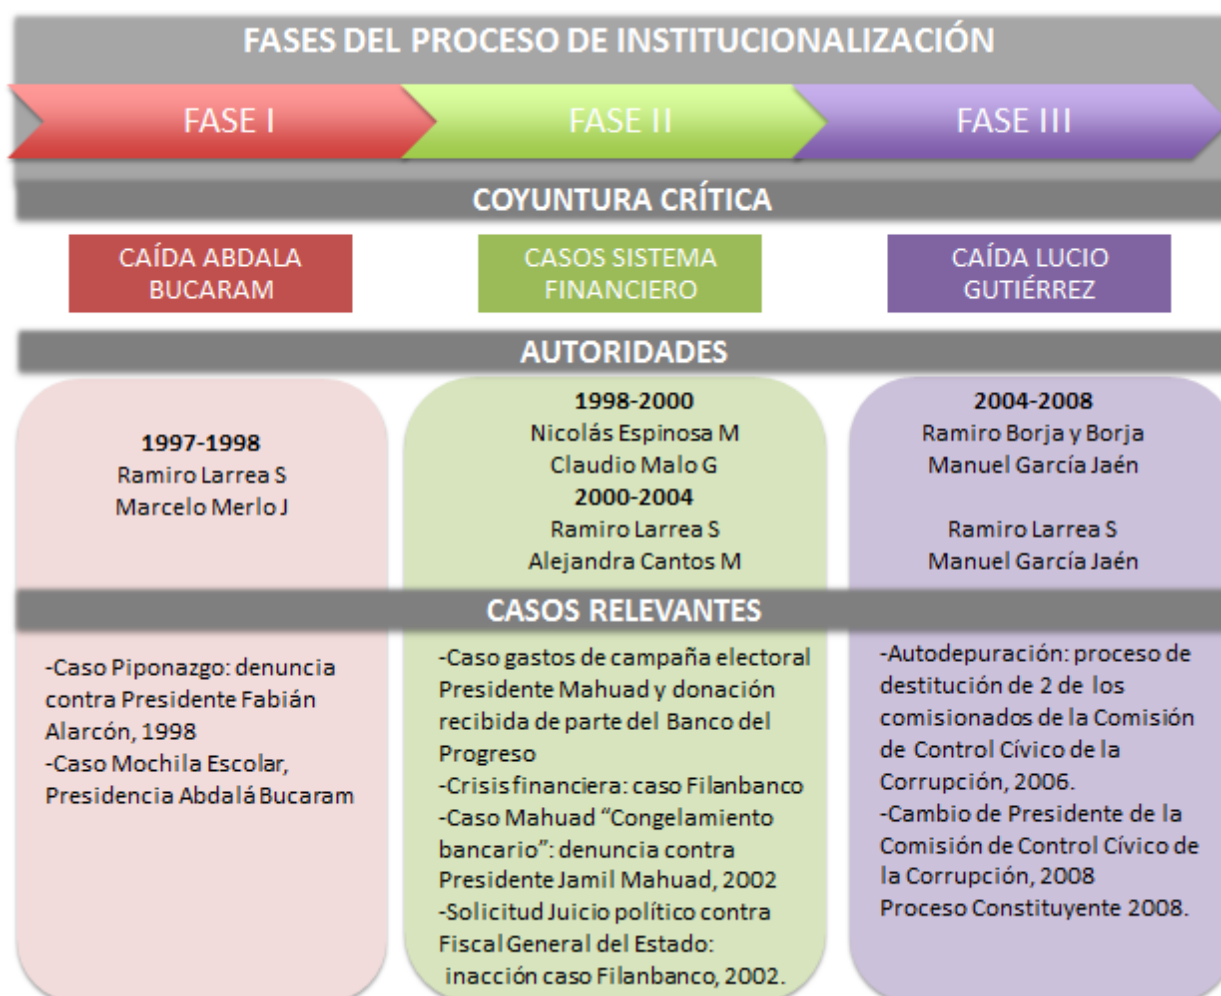 FASES DEL PROCESO DE INSTITUCIONALIZACIÓN
FASE I
FASE II
FASE III
COYUNTURA CRÍTICA
CAÍDA ABDALA
BUCARAM
CASOS SISTEMA
FINANCIERO
CAÍDA LUCIO
GUTIÉRREZ
AUTORIDADES
1997-1998
Ramiro Larrea S
Marcelo Merlo J
1998-2000
Nicolás Espinosa M
Claudio Malo G
2000-2004
Ramiro Larrea S
Alejandra Cantos M
2004-2008
Ramiro Borja y Borja
Manuel García Jaén
Ramiro Larrea S
Manuel García Jaén
CASOS RELEVANTES
-Caso Piponazgo: denuncia
contra Presidente Fabián
Alarcón, 1998
-Caso Mochila Escolar,
Presidencia Abdalá Bucaram
-Caso gastos de campaña electoral
Presidente Mahuad y donación
recibida de parte del Banco del
Progreso
-Crisis financiera: caso Filanbanco
-Caso Mahuad “Congelamiento
bancario”: denuncia contra
Presidente Jamil Mahuad, 2002
-Solicitud Juicio político contra
Fiscal General del Estado:
inacción caso Filanbanco, 2002.
-Autodepuración: proceso de
destitución de 2 de los
comisionados de la Comisión
de Control Cívico de la
Corrupción, 2006.
-Cambio de Presidente de la
Comisión de Control Cívico de
la Corrupción, 2008
Proceso Constituyente 2008.